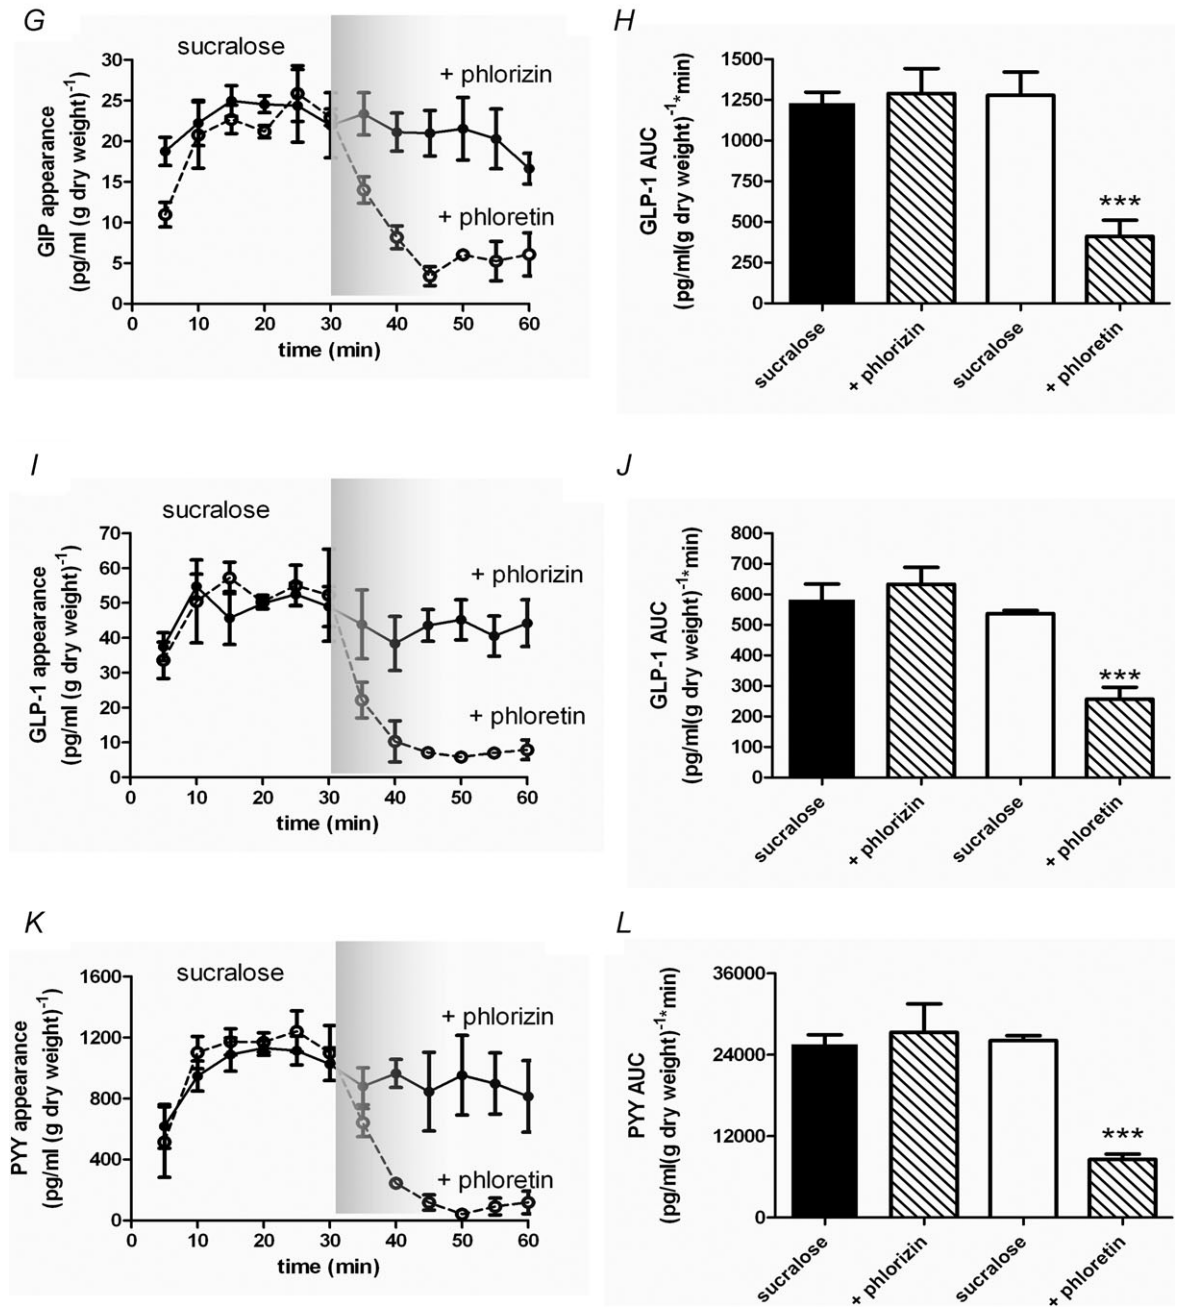 G
sucralose
+ phlorizin
+ phloretin
GIP appearance
(pg/ml (g dry weight)⁻¹)
30
25
20
15
10
5
0
0 10 20 30 40 50 60
time (min)
H
GLP-1 AUC
(pg/ml(g dry weight)⁻¹*min)
1500
1250
1000
750
500
250
0
***
sucralose
+ phlorizin
sucralose
+ phloretin
I
sucralose
+ phlorizin
+ phloretin
GLP-1 appearance
(pg/ml (g dry weight)⁻¹)
70
60
50
40
30
20
10
0
0 10 20 30 40 50 60
time (min)
J
GLP-1 AUC
(pg/ml(g dry weight)⁻¹*min)
800
700
600
500
400
300
200
100
0
***
sucralose
+ phlorizin
sucralose
+ phloretin
K
sucralose
+ phlorizin
+ phloretin
PYY appearance
(pg/ml (g dry weight)⁻¹)
1600
1200
800
400
0
0 10 20 30 40 50 60
time (min)
L
PYY AUC
(pg/ml(g dry weight)⁻¹*min)
36000
24000
12000
0
***
sucralose
+ phlorizin
sucralose
+ phloretin